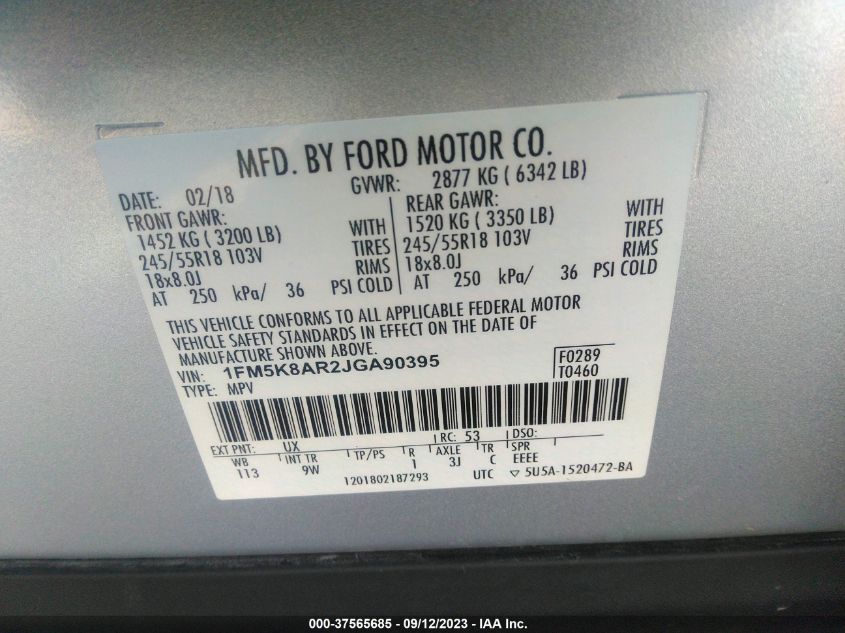 MFD. BY FORD MOTOR CO.
DATE: 02/18 GVWR: 2877 KG ( 6342 LB)
FRONT GAWR: REAR GAWR:
1452 KG ( 3200 LB) WITH 1520 KG ( 3350 LB) WITH
245/55R18 103V TIRES 245/55R18 103V TIRES
18x8.0J RIMS 18x8.0J RIMS
AT 250 kPa/ 36 PSI COLD AT 250 kPa/ 36 PSI COLD
THIS VEHICLE CONFORMS TO ALL APPLICABLE FEDERAL MOTOR
VEHICLE SAFETY STANDARDS IN EFFECT ON THE DATE OF
MANUFACTURE SHOWN ABOVE.
VIN: 1FM5K8AR2JGA90395 F0289
TYPE: MPV T0460
EXT PNT: UX RC: 53 DSO:
WB INT TR TP/PS R AXLE TR SPR
113 9W 1 3J C EEEE
1201802187293 UTC ▽ 5U5A-1520472-BA
000-37565685 - 09/12/2023 - IAA Inc.